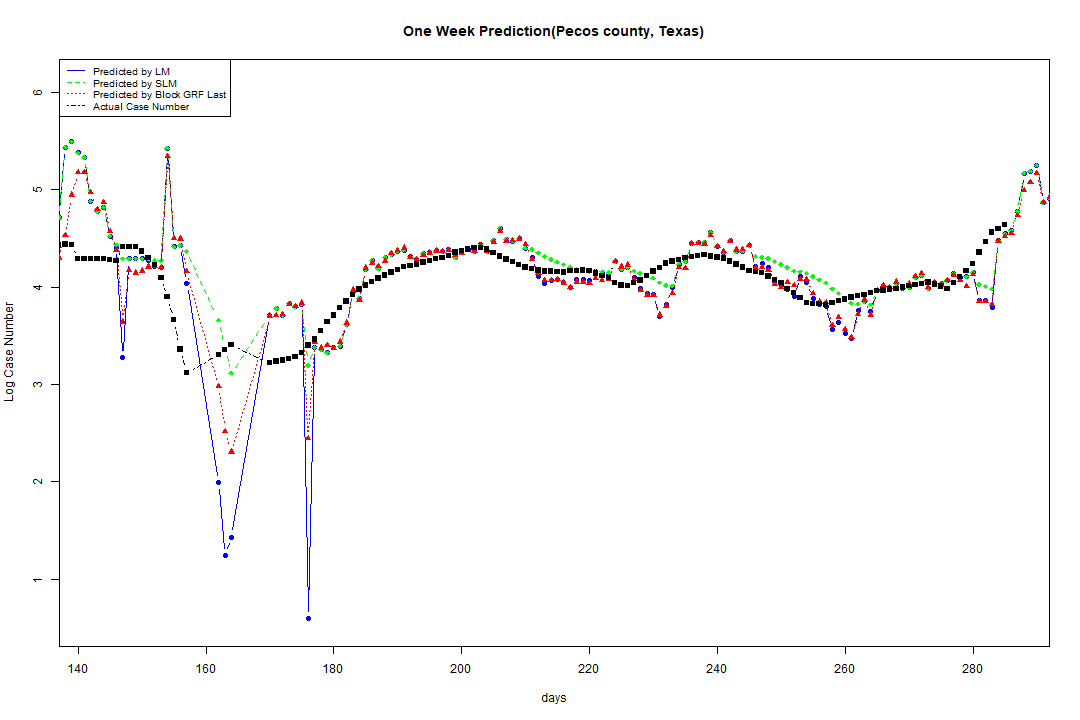 One Week Prediction(Pecos county, Texas)
Predicted by LM
Predicted by SLM
Predicted by Block GRF Last
Actual Case Number
6
5
4
3
2
1
Log Case Number
140 160 180 200 220 240 260 280
days